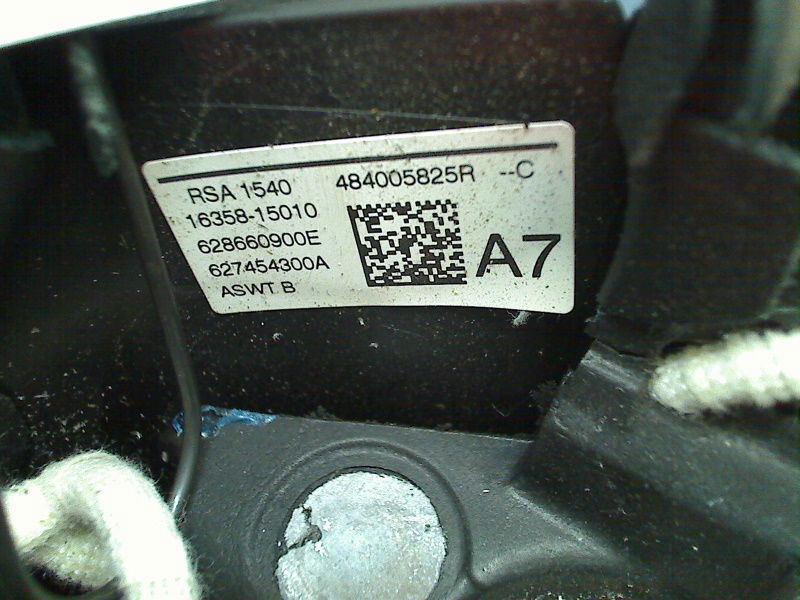 RSA 1540 484005825R --C
16358-15010
628660900E
627454300A
ASWT B
A7